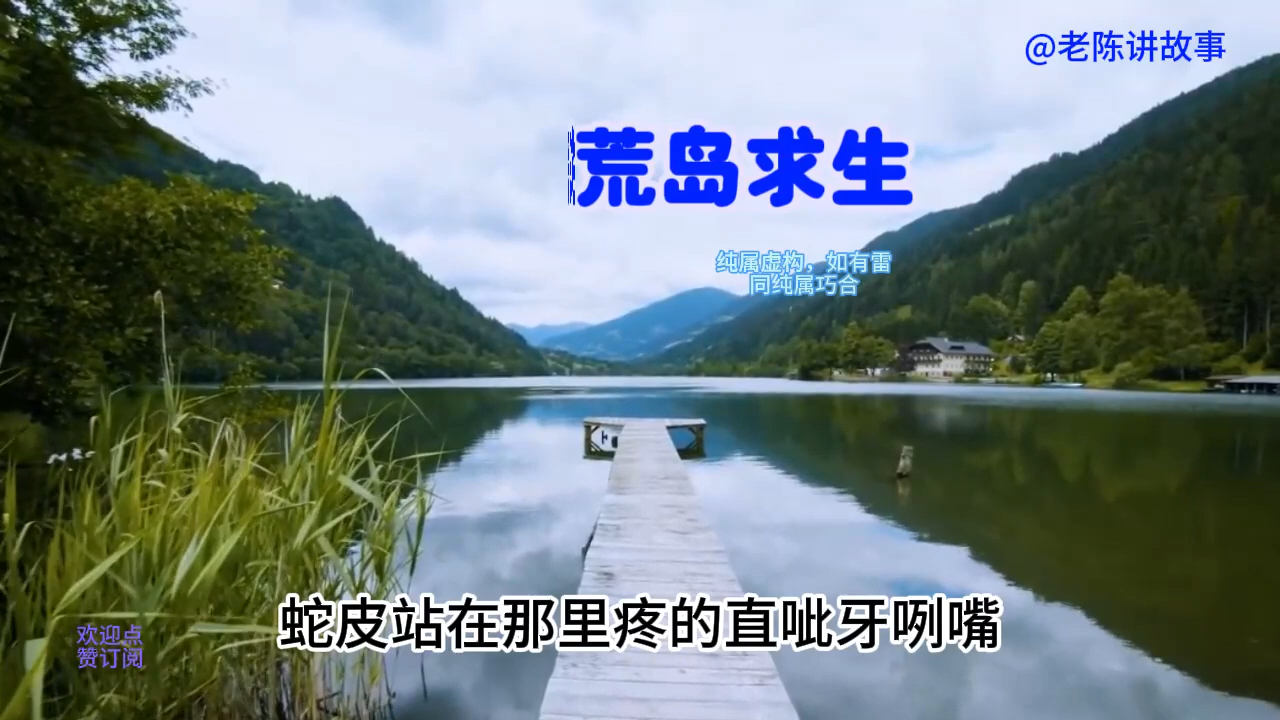 @老陈讲故事
荒岛求生
纯属虚构，如有雷
同纯属巧合
蛇皮站在那里疼的直呲牙咧嘴
欢迎点
赞订阅